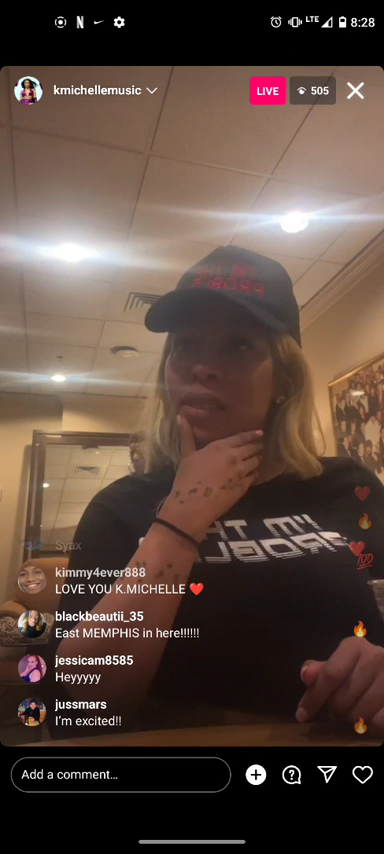 LTE
8:28
kmichellemusic
LIVE
505
Syax
kimmy4ever888
LOVE YOU K.MICHELLE ❤️
blackbeautii_35
East MEMPHIS in here!!!!!!
jessicam8585
Heyyyyy
jussmars
I'm excited!!
Add a comment...